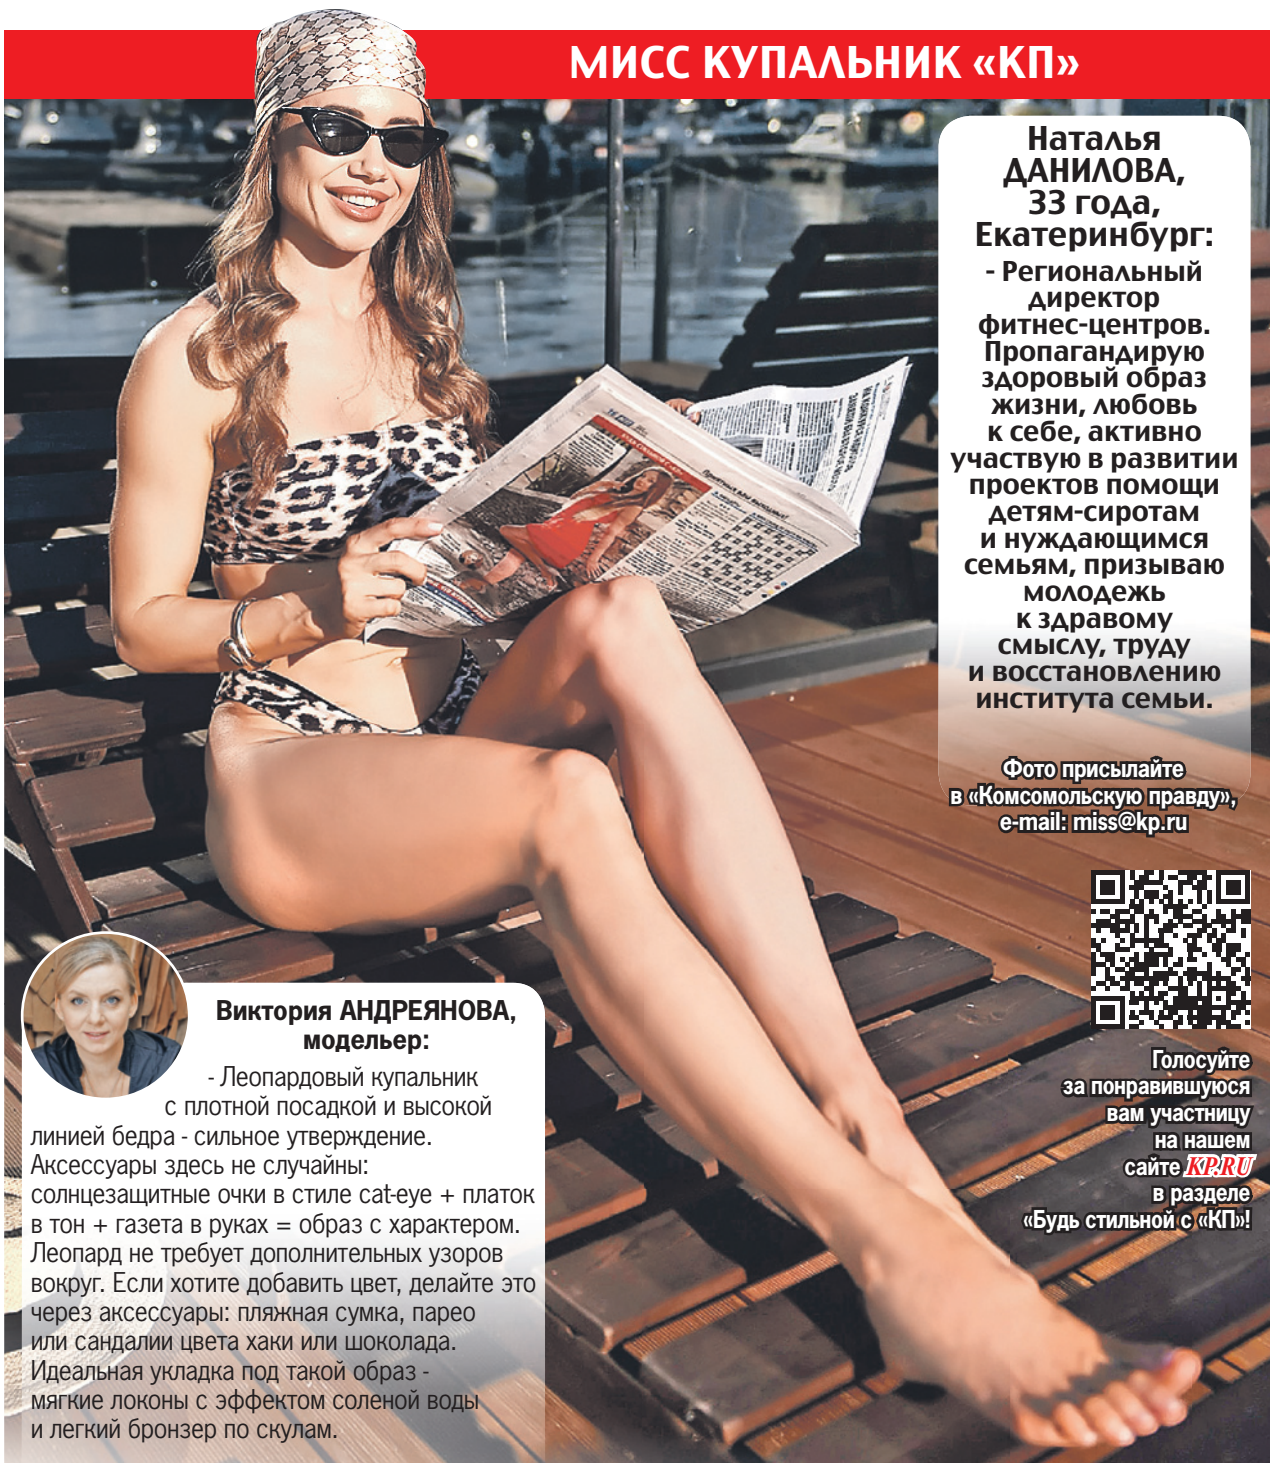 МИСС КУПАЛЬНИК «КП»
Наталья
ДАНИЛОВА,
33 года,
Екатеринбург:
- Региональный
директор
фитнес-центров.
Пропагандирую
здоровый образ
жизни, любовь
к себе, активно
участвую в развитии
проектов помощи
детям-сиротам
и нуждающимся
семьям, призываю
молодежь
к здравому
смыслу, труду
и восстановлению
института семьи.
Фото присылайте
в «Комсомольскую правду»,
e-mail: miss@kp.ru
Голосуйте
за понравившуюся
вам участницу
на нашем
сайте KP.RU
в разделе
«Будь стильной с «КП»!
Виктория АНДРЕЯНОВА,
модельер:
- Леопардовый купальник
с плотной посадкой и высокой
линией бедра - сильное утверждение.
Аксессуары здесь не случайны:
солнцезащитные очки в стиле cat-eye + платок
в тон + газета в руках = образ с характером.
Леопард не требует дополнительных узоров
вокруг. Если хотите добавить цвет, делайте это
через аксессуары: пляжная сумка, парео
или сандалии цвета хаки или шоколада.
Идеальная укладка под такой образ -
мягкие локоны с эффектом соленой воды
и легкий бронзер по скулам.